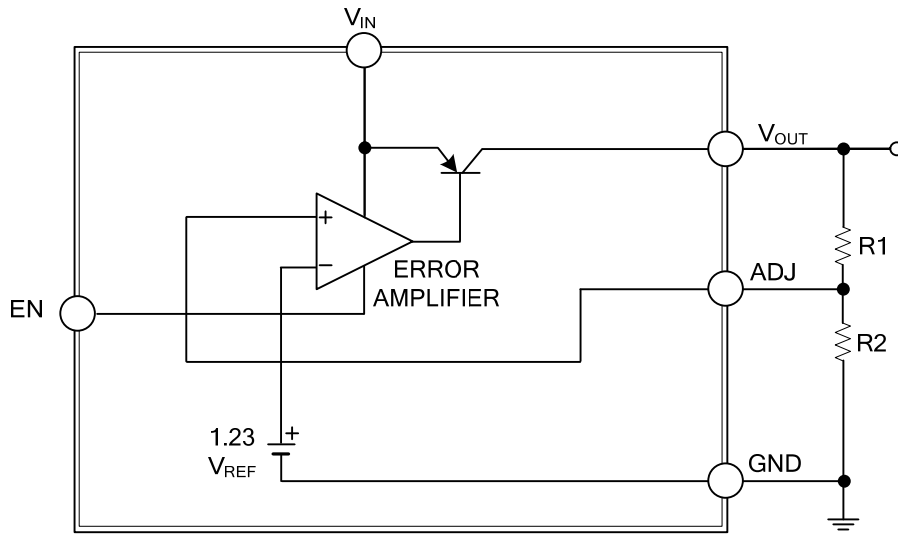 VIN
VOUT
R1
+
−
ERROR
AMPLIFIER
ADJ
EN
R2
1.23
+
VREF
GND